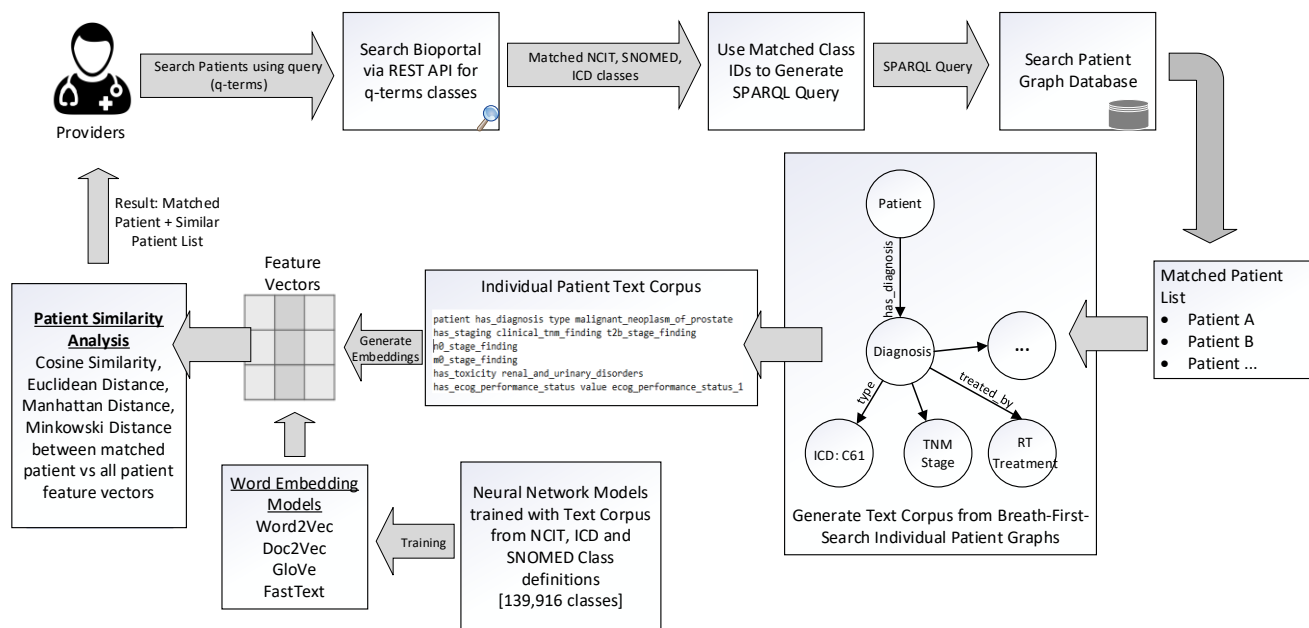 Providers
Search Patients using query
(q-terms)
Search Bioportal
via REST API for
q-terms classes
Matched NCIT, SNOMED,
ICD classes
Use Matched Class
IDs to Generate
SPARQL Query
SPARQL Query
Search Patient
Graph Database
Matched Patient
List
• Patient A
• Patient B
• Patient ...
Patient
has_diagnosis
Diagnosis
...
type
treated_by
ICD: C61
TNM
Stage
RT
Treatment
Generate Text Corpus from Breath-First-
Search Individual Patient Graphs
Individual Patient Text Corpus
patient has_diagnosis type malignant_neoplasm_of_prostate
has_staging clinical_tnm_finding t2b_stage_finding
n0_stage_finding
m0_stage_finding
has_toxicity renal_and_urinary_disorders
has_ecog_performance_status value ecog_performance_status_1
Generate
Embeddings
Feature
Vectors
Result: Matched
Patient + Similar
Patient List
Patient Similarity
Analysis
Cosine Similarity,
Euclidean Distance,
Manhattan Distance,
Minkowski Distance
between matched
patient vs all patient
feature vectors
Word Embedding
Models
Word2Vec
Doc2Vec
GloVe
FastText
Training
Neural Network Models
trained with Text Corpus
from NCIT, ICD and
SNOMED Class
definitions
[139,916 classes]